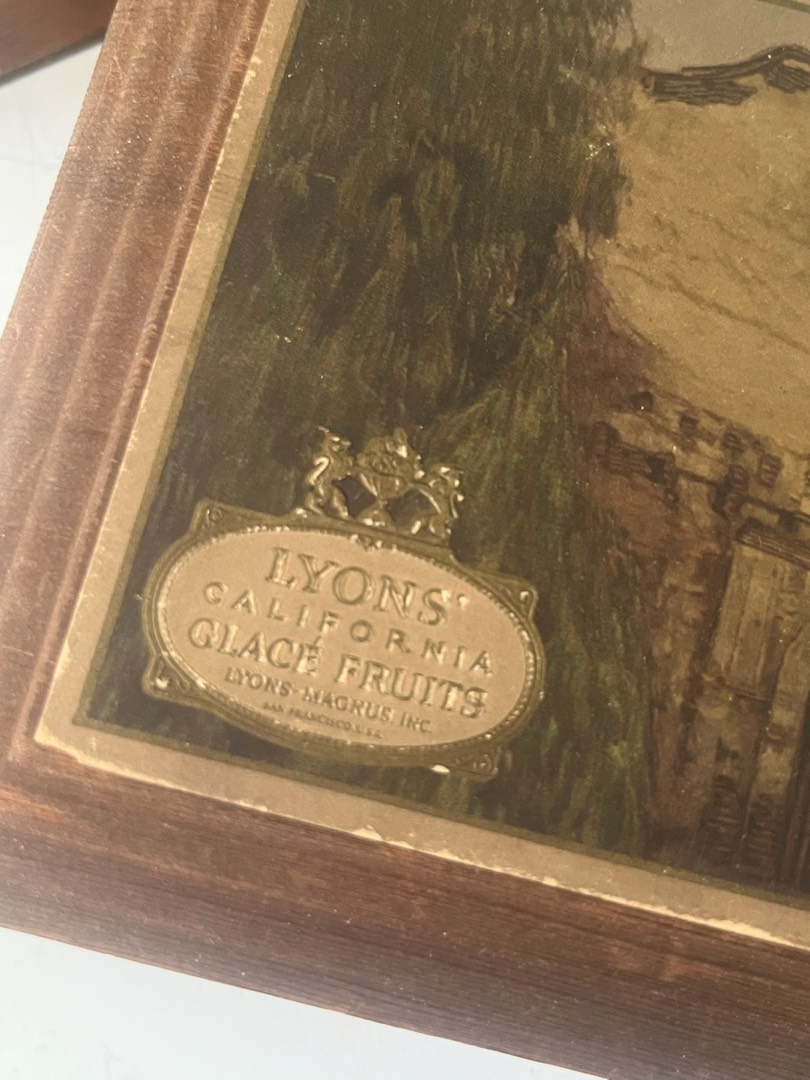 LYONS'
CALIFORNIA
GLACÉ FRUITS
LYONS-MAGNUS, INC.
SAN FRANCISCO U.S.A.